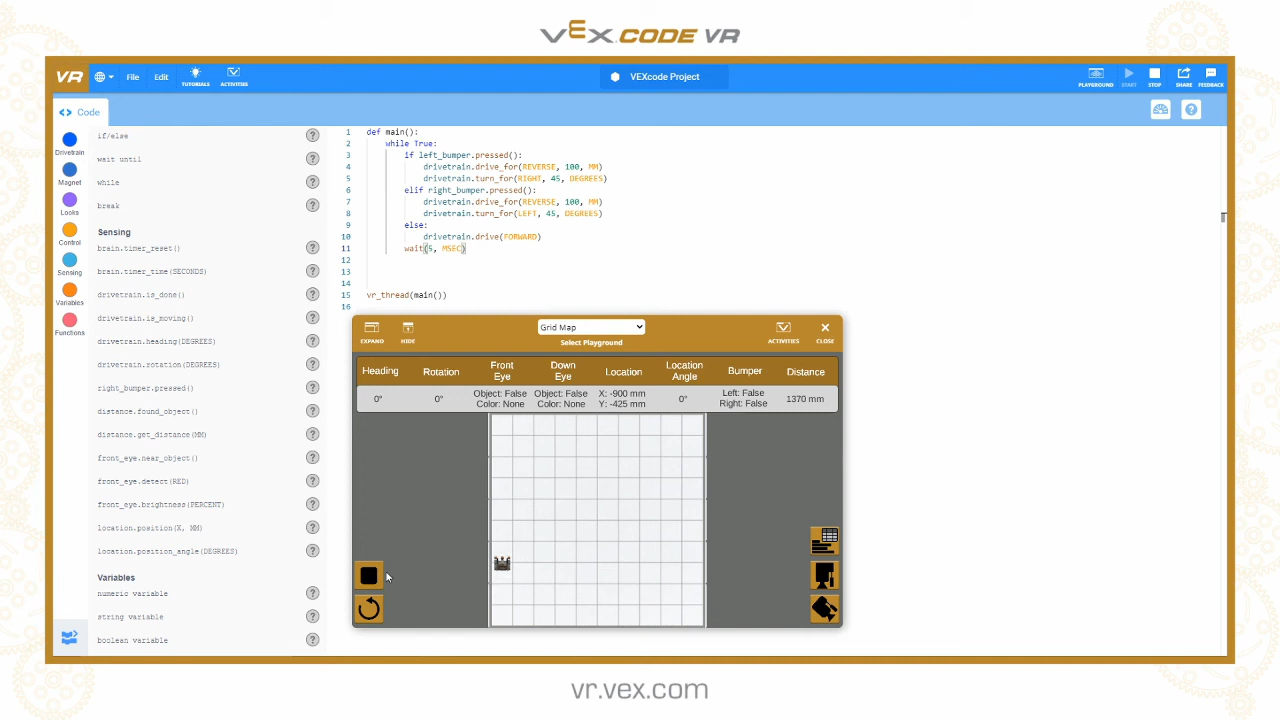 VEX CODE VR
VR File Edit TUTORIALS ACTIVITIES VEXcode Project PLAYGROUND START STOP SHARE FEEDBACK
<> Code
Drivetrain
Magnet
Looks
Control
Sensing
Variables
Functions
if/else ?
wait until ?
while ?
break ?
Sensing
brain.timer_reset() ?
brain.timer_time(SECONDS) ?
drivetrain.is_done() ?
drivetrain.is_moving() ?
drivetrain.heading(DEGREES) ?
drivetrain.rotation(DEGREES) ?
right_bumper.pressed() ?
distance.found_object() ?
distance.get_distance(MM) ?
front_eye.near_object() ?
front_eye.detect(RED) ?
front_eye.brightness(PERCENT) ?
location.position(X, MM) ?
location.position_angle(DEGREES) ?
Variables
numeric variable ?
string variable ?
boolean variable ?
1 def main():
2 while True:
3 if left_bumper.pressed():
4 drivetrain.drive_for(REVERSE, 100, MM)
5 drivetrain.turn_for(RIGHT, 45, DEGREES)
6 elif right_bumper.pressed():
7 drivetrain.drive_for(REVERSE, 100, MM)
8 drivetrain.turn_for(LEFT, 45, DEGREES)
9 else:
10 drivetrain.drive(FORWARD)
11 wait(5, MSEC)
12
13
14
15 vr_thread(main())
16
EXPAND HIDE Grid Map ACTIVITIES CLOSE
Select Playground
Heading Rotation Front Eye Down Eye Location Location Angle Bumper Distance
0° 0° Object: False Color: None Object: False Color: None X: -900 mm Y: -425 mm 0° Left: False Right: False 1370 mm
vr.vex.com